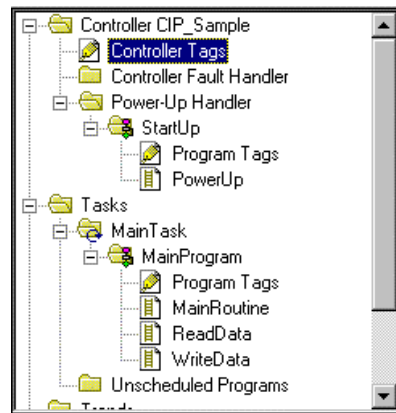 Controller CIP_Sample
Controller Tags
Controller Fault Handler
Power-Up Handler
StartUp
Program Tags
PowerUp
Tasks
MainTask
MainProgram
Program Tags
MainRoutine
ReadData
WriteData
Unscheduled Programs